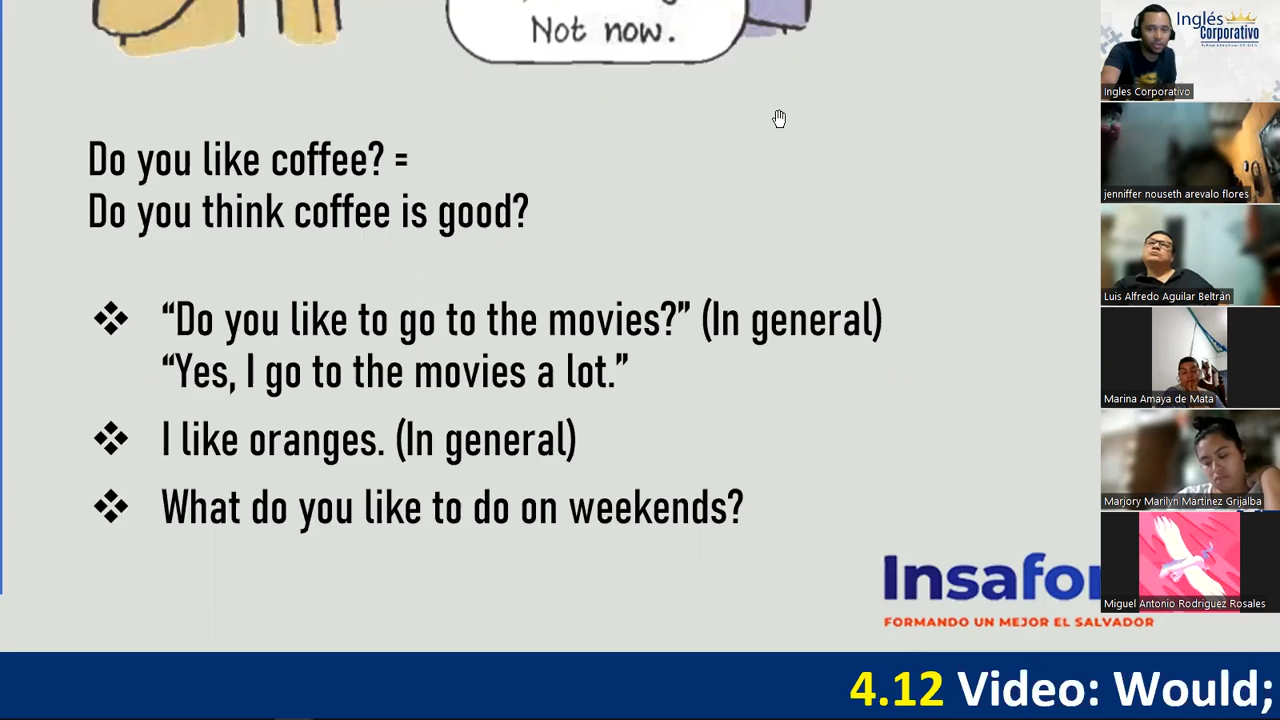 Not now.
Do you like coffee? =
Do you think coffee is good?
❖ “Do you like to go to the movies?” (In general)
“Yes, I go to the movies a lot.”
❖ I like oranges. (In general)
❖ What do you like to do on weekends?
Insafor
FORMANDO UN MEJOR EL SALVADOR
4.12 Video: Would;
Inglés
Corporativo
Ingles Corporativo
jenniffer nouseth arevalo flores
Luis Alfredo Aguilar Beltrán
Marina Amaya de Mata
Marjory Marilyn Martinez Grijalba
Miguel Antonio Rodriguez Rosales